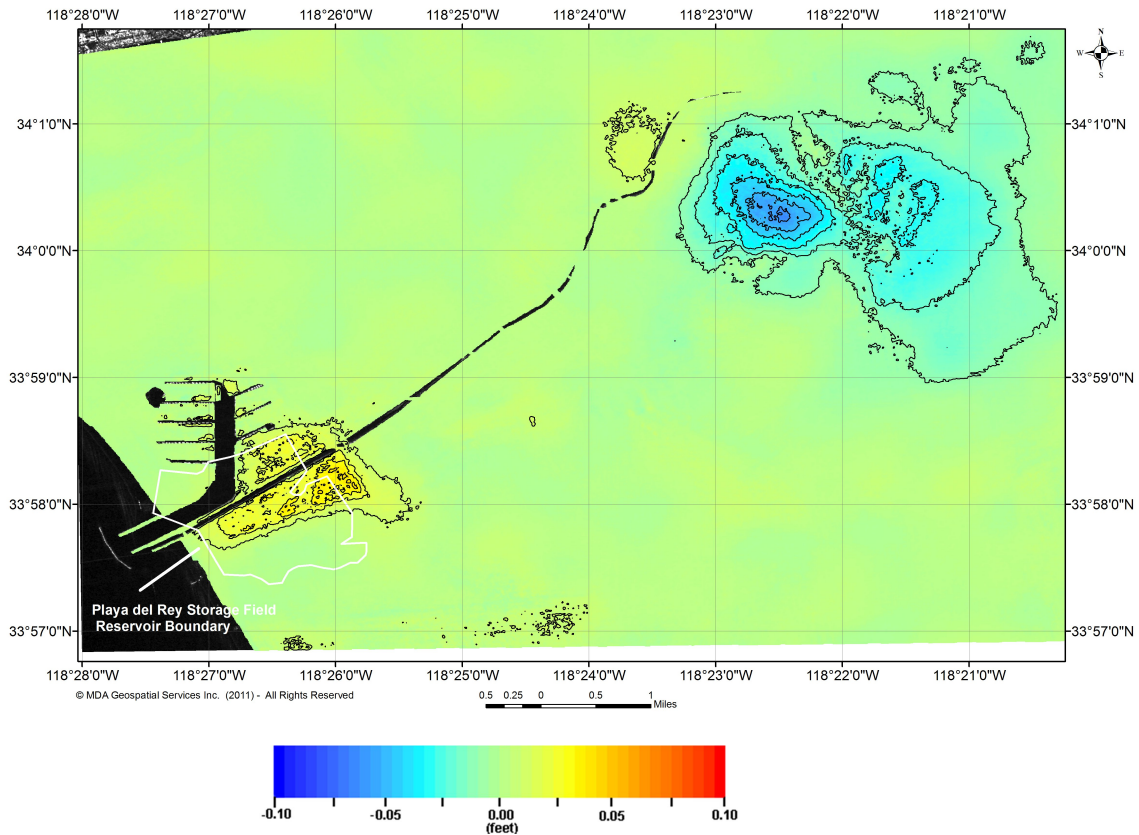 118°28'0"W 118°27'0"W 118°26'0"W 118°25'0"W 118°24'0"W 118°23'0"W 118°22'0"W 118°21'0"W
N
W E
S
34°1'0"N 34°1'0"N
34°0'0"N 34°0'0"N
33°59'0"N 33°59'0"N
33°58'0"N 33°58'0"N
Playa del Rey Storage Field
Reservoir Boundary
33°57'0"N 33°57'0"N
118°28'0"W 118°27'0"W 118°26'0"W 118°25'0"W 118°24'0"W 118°23'0"W 118°22'0"W 118°21'0"W
© MDA Geospatial Services Inc. (2011) - All Rights Reserved
0.5 0.25 0 0.5 1
Miles
-0.10 -0.05 0.00 0.05 0.10
(feet)